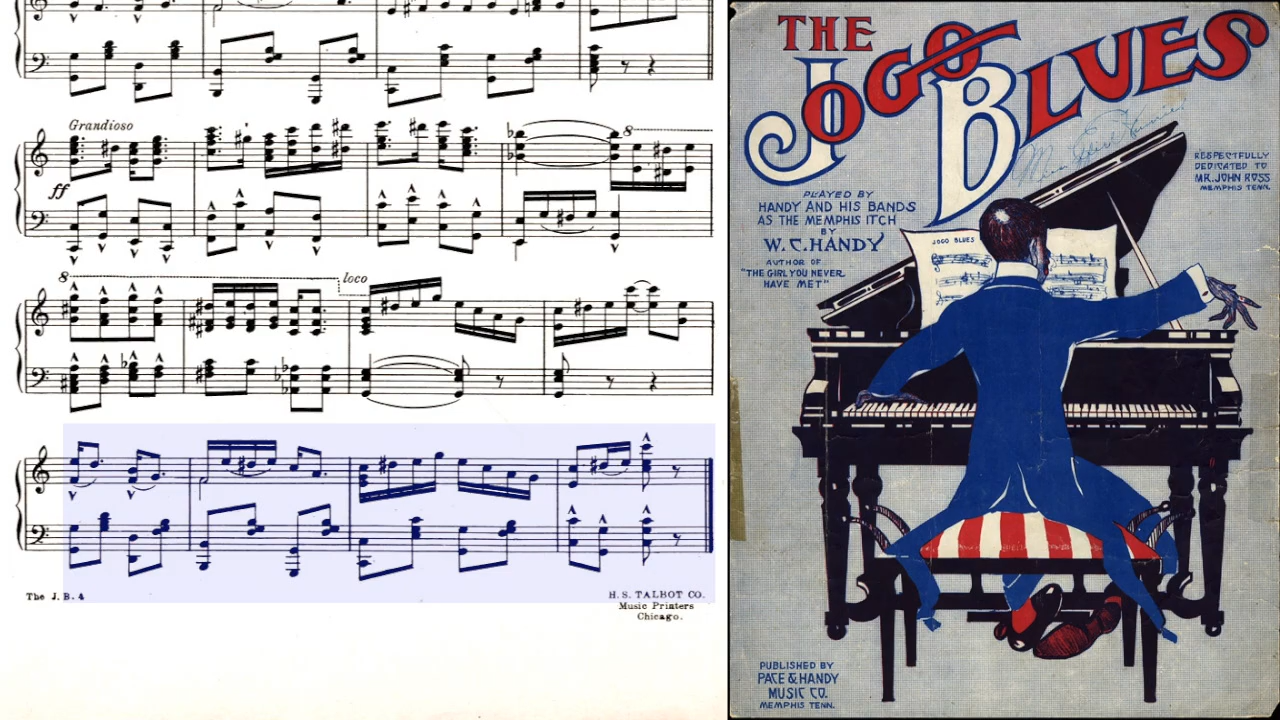 Grandioso
ff
8
8
loco
The J. B. 4
H. S. TALBOT CO.
Music Printers
Chicago.
THE
JOGO
BLUES
RESPECTFULLY
DEDICATED TO
MR. JOHN ROSS
MEMPHIS TENN.
PLAYED BY
HANDY AND HIS BANDS
AS THE MEMPHIS ITCH
BY
W. C. HANDY
AUTHOR OF
"THE GIRL YOU NEVER
HAVE MET"
JOGO BLUES
PUBLISHED BY
PACE & HANDY
MUSIC CO.
MEMPHIS TENN.